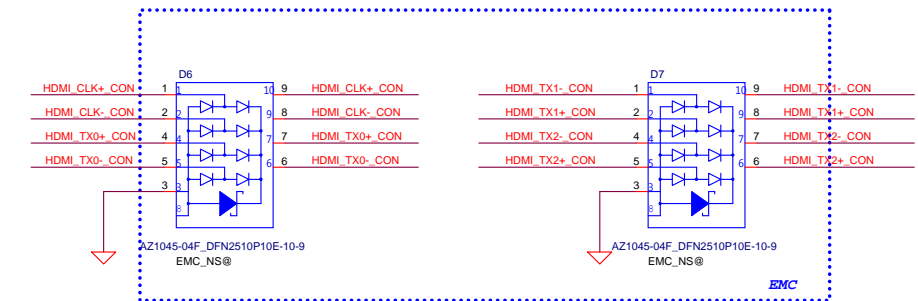 D6
HDMI_CLK+_CON 1 1 10 9 HDMI_CLK+_CON
HDMI_CLK-_CON 2 2 9 8 HDMI_CLK-_CON
HDMI_TX0+_CON 4 4 7 7 HDMI_TX0+_CON
HDMI_TX0-_CON 5 5 6 6 HDMI_TX0-_CON
3 3
8
AZ1045-04F_DFN2510P10E-10-9
EMC_NS@
D7
HDMI_TX1-_CON 1 1 10 9 HDMI_TX1-_CON
HDMI_TX1+_CON 2 2 9 8 HDMI_TX1+_CON
HDMI_TX2-_CON 4 4 7 7 HDMI_TX2-_CON
HDMI_TX2+_CON 5 5 6 6 HDMI_TX2+_CON
3 3
8
AZ1045-04F_DFN2510P10E-10-9
EMC_NS@
EMC